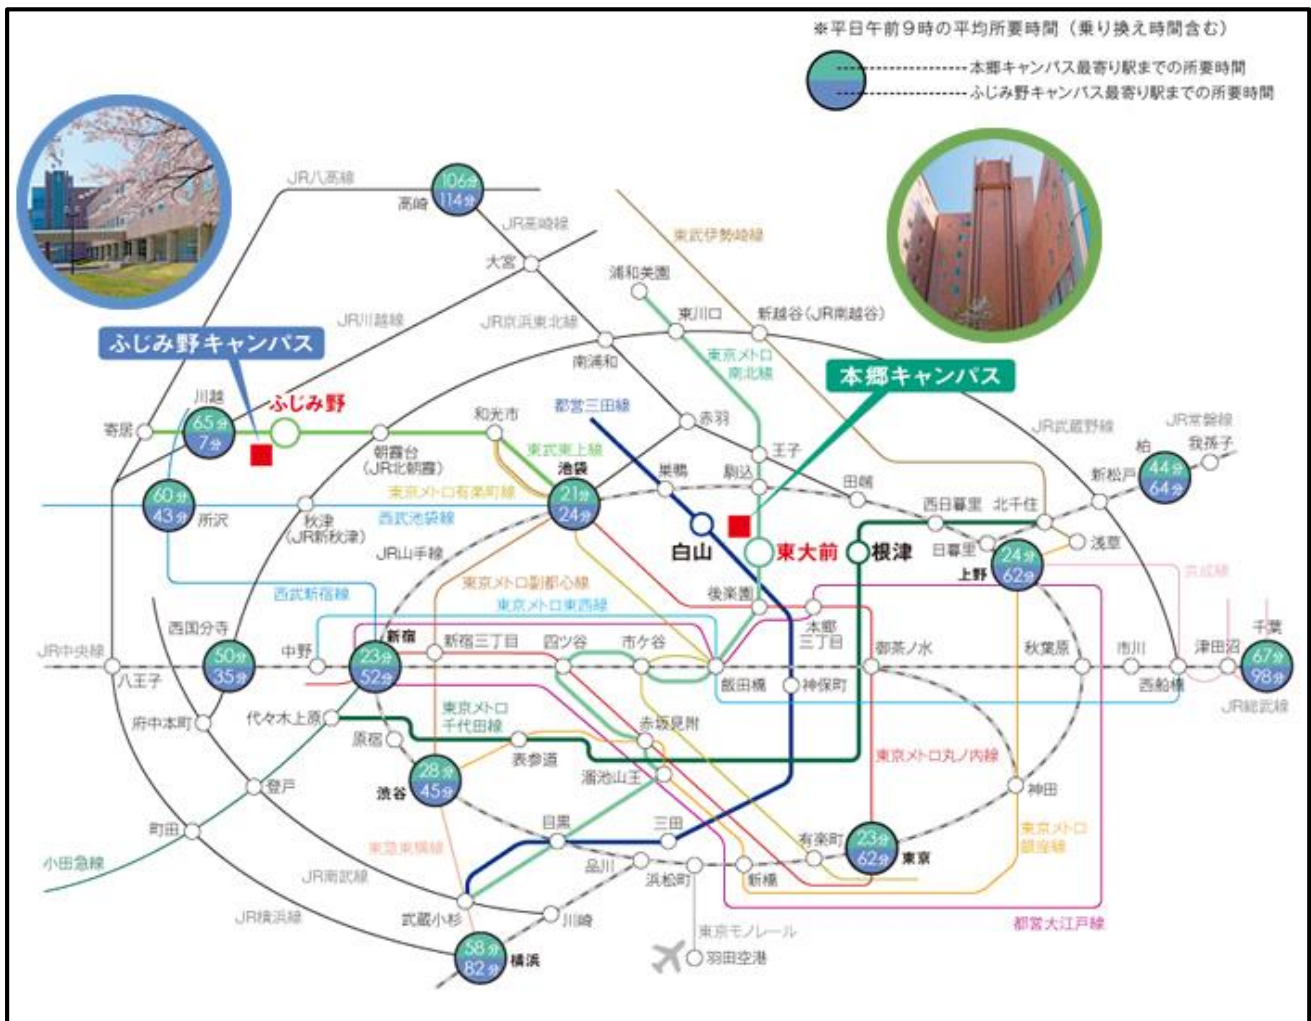 ※平日午前9時の平均所要時間（乗り換え時間含む）
本郷キャンパス最寄り駅までの所要時間
ふじみ野キャンパス最寄り駅までの所要時間
JR八高線
106分
114分
高崎
JR高崎線
東武伊勢崎線
大宮
浦和美園
JR川越線
JR京浜東北線
東川口
新越谷(JR南越谷)
ふじみ野キャンパス
南浦和
東京メトロ
南北線
本郷キャンパス
川越
ふじみ野
和光市
都営三田線
赤羽
JR武蔵野線
JR常磐線
寄居
65分
7分
朝霞台
(JR北朝霞)
東武東上線
王子
柏
我孫子
池袋
巣鴨
駒込
田端
新松戸
44分
64分
60分
43分
所沢
東京メトロ有楽町線
21分
24分
西武池袋線
秋津
(JR新秋津)
西日暮里
北千住
JR山手線
白山
東大前
根津
日暮里
浅草
24分
62分
上野
京成線
西武新宿線
東京メトロ副都心線
東京メトロ東西線
後楽園
本郷
三丁目
西国分寺
新宿
新宿三丁目
四ツ谷
市ケ谷
御茶ノ水
秋葉原
市川
津田沼
千葉
JR中央線
八王子
50分
35分
中野
23分
52分
飯田橋
神保町
西船橋
67分
98分
JR総武線
府中本町
代々木上原
東京メトロ
千代田線
原宿
表参道
赤坂見附
溜池山王
東京メトロ丸ノ内線
渋谷
28分
45分
神田
登戸
町田
目黒
三田
有楽町
23分
62分
東京
東京メトロ
銀座線
小田急線
東急東横線
品川
浜松町
新橋
JR南武線
JR横浜線
武蔵小杉
川崎
都営大江戸線
58分
82分
横浜
東京モノレール
羽田空港